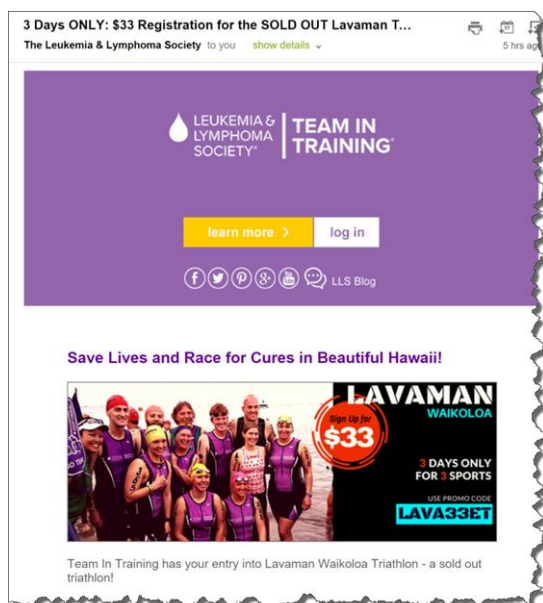 3 Days ONLY: $33 Registration for the SOLD OUT Lavaman T...
The Leukemia & Lymphoma Society to you show details
5 hrs ago
LEUKEMIA &
LYMPHOMA
SOCIETY®
TEAM IN
TRAINING®
learn more >
log in
LLS Blog
Save Lives and Race for Cures in Beautiful Hawaii!
LAVAMAN
WAIKOLOA
Sign Up for
$33
3 DAYS ONLY
FOR 3 SPORTS
USE PROMO CODE
LAVA33ET
Team In Training has your entry into Lavaman Waikoloa Triathlon - a sold out
triathlon!